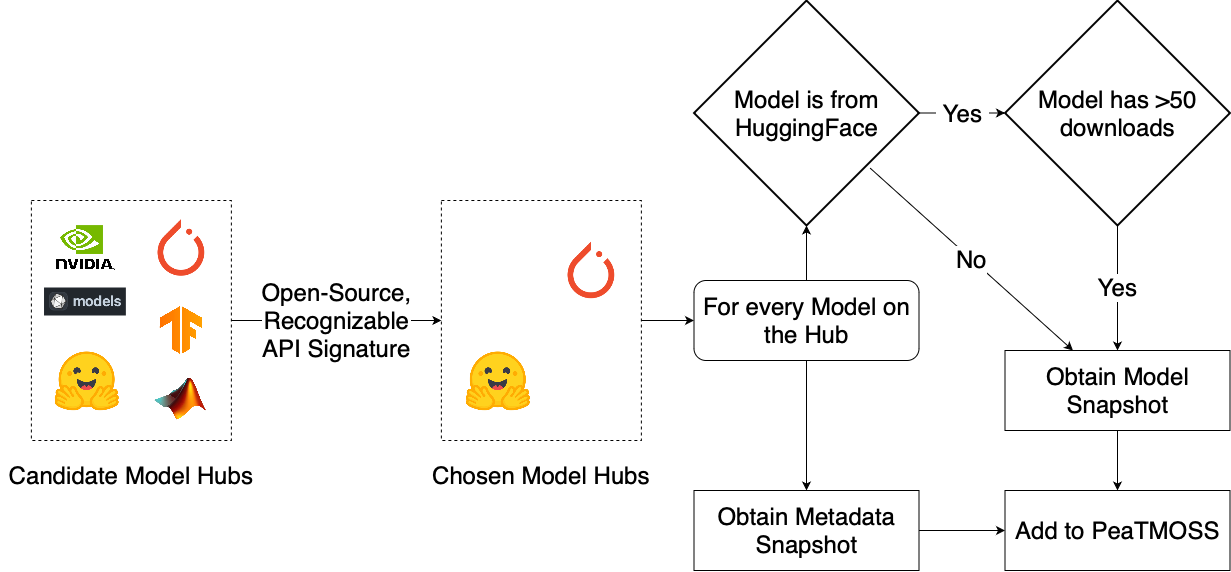 NVIDIA.
models
Candidate Model Hubs
Open-Source,
Recognizable
API Signature
Chosen Model Hubs
For every Model on
the Hub
Model is from
HuggingFace
Yes
Model has >50
downloads
No
Yes
Obtain Model
Snapshot
Obtain Metadata
Snapshot
Add to PeaTMOSS